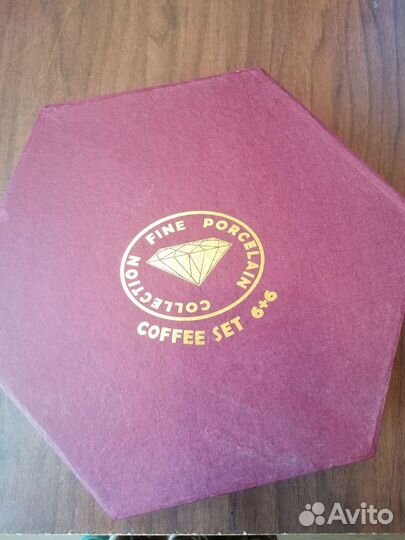 FINE PORCELAIN
COLLECTION
COFFEE SET 6+6
Avito